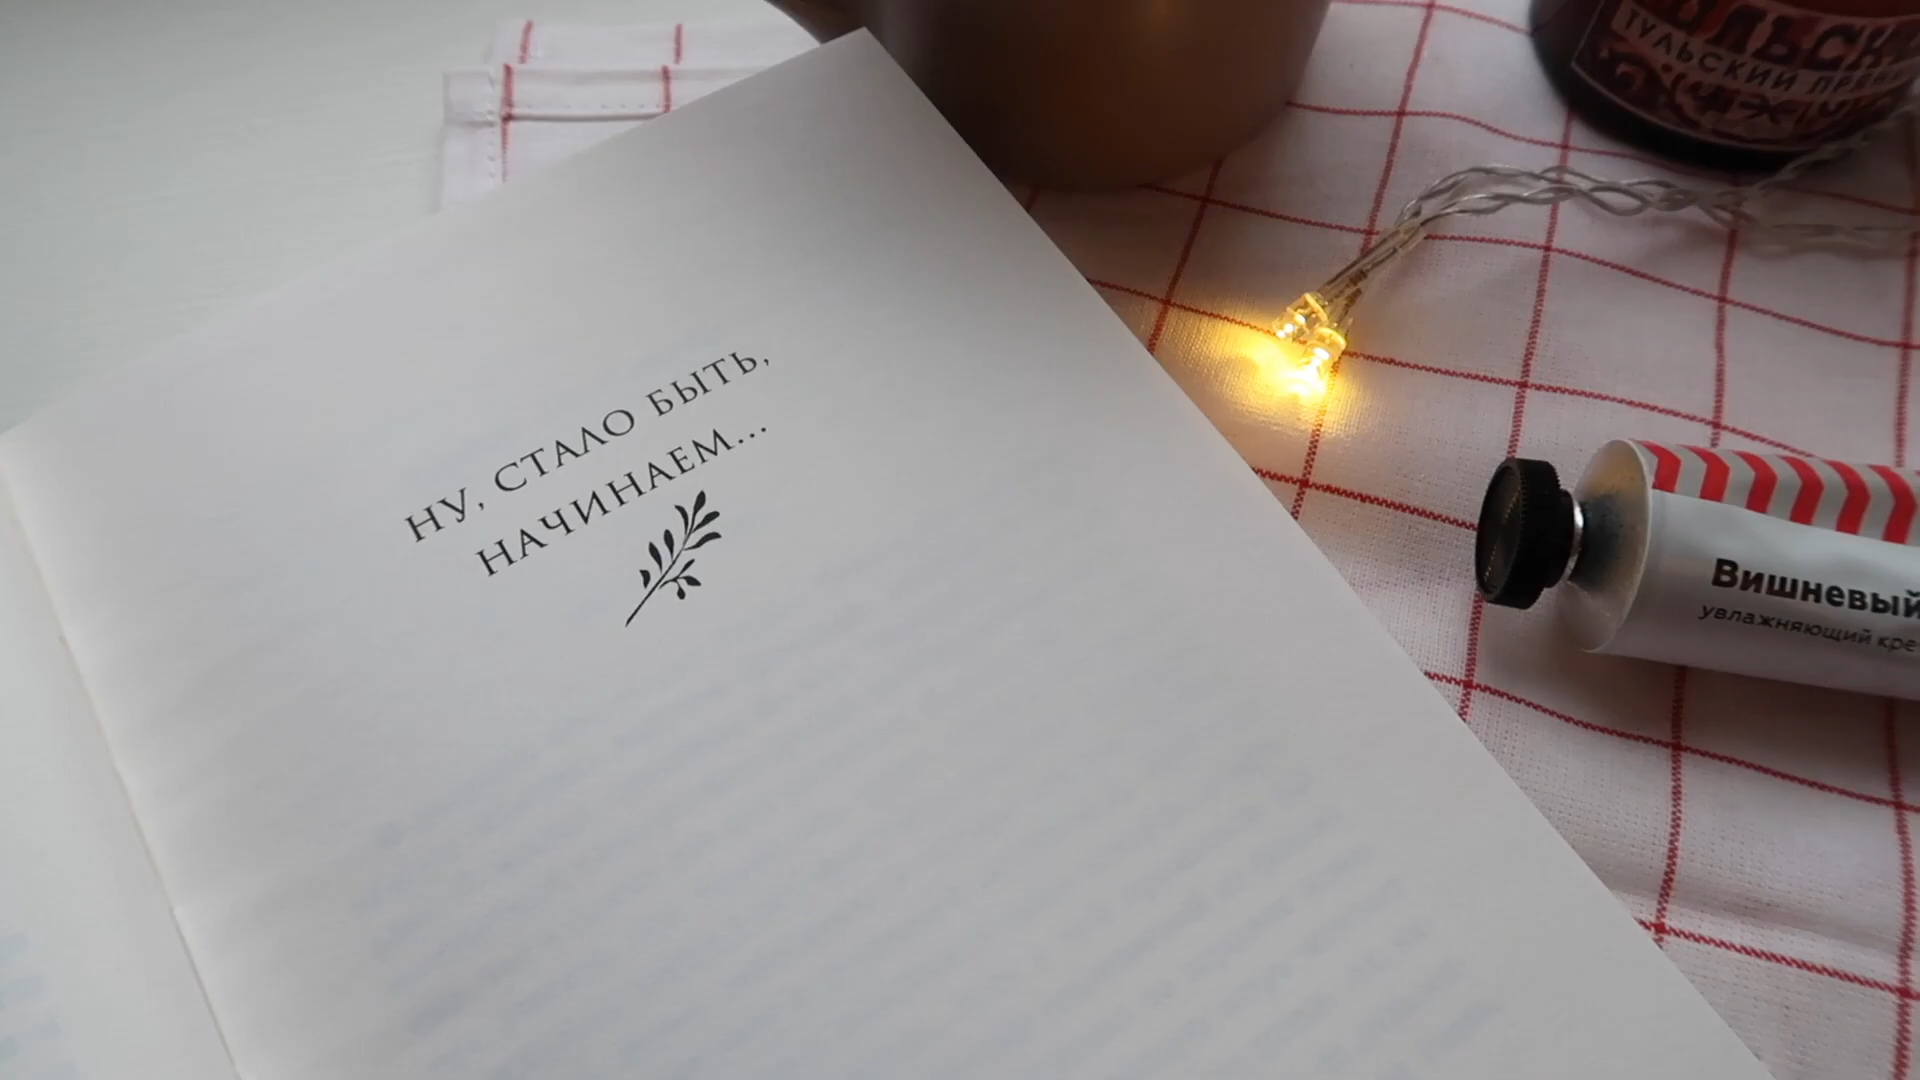 НУ, СТАЛО БЫТЬ,
НАЧИНАЕМ...
ТУЛЬСКИЙ
Вишневый
увлажняющий